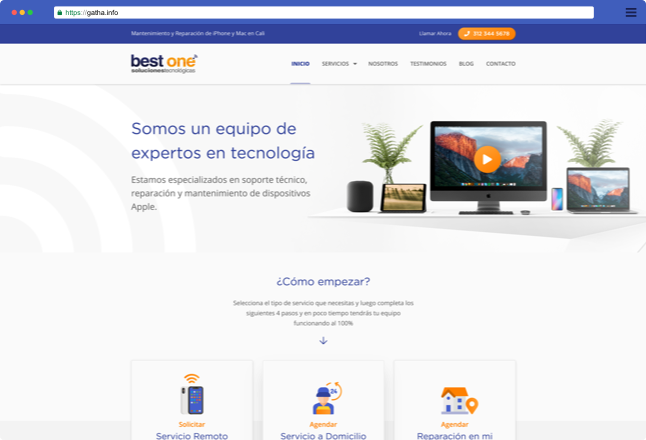 https://gatha.info
Mantenimiento y Reparación de iPhone y Mac en Cali
Llamar Ahora
312 344 5678
best one
solucionestecnológicas
INICIO
SERVICIOS
NOSOTROS
TESTIMONIOS
BLOG
CONTACTO
Somos un equipo de
expertos en tecnología
Estamos especializados en soporte técnico,
reparación y mantenimiento de dispositivos
Apple.
¿Cómo empezar?
Selecciona el tipo de servicio que necesitas y luego completa los
siguientes 4 pasos y en poco tiempo tendrás tu equipo
funcionando al 100%
24
Solicitar
Servicio Remoto
Agendar
Servicio a Domicilio
Agendar
Reparación en mi